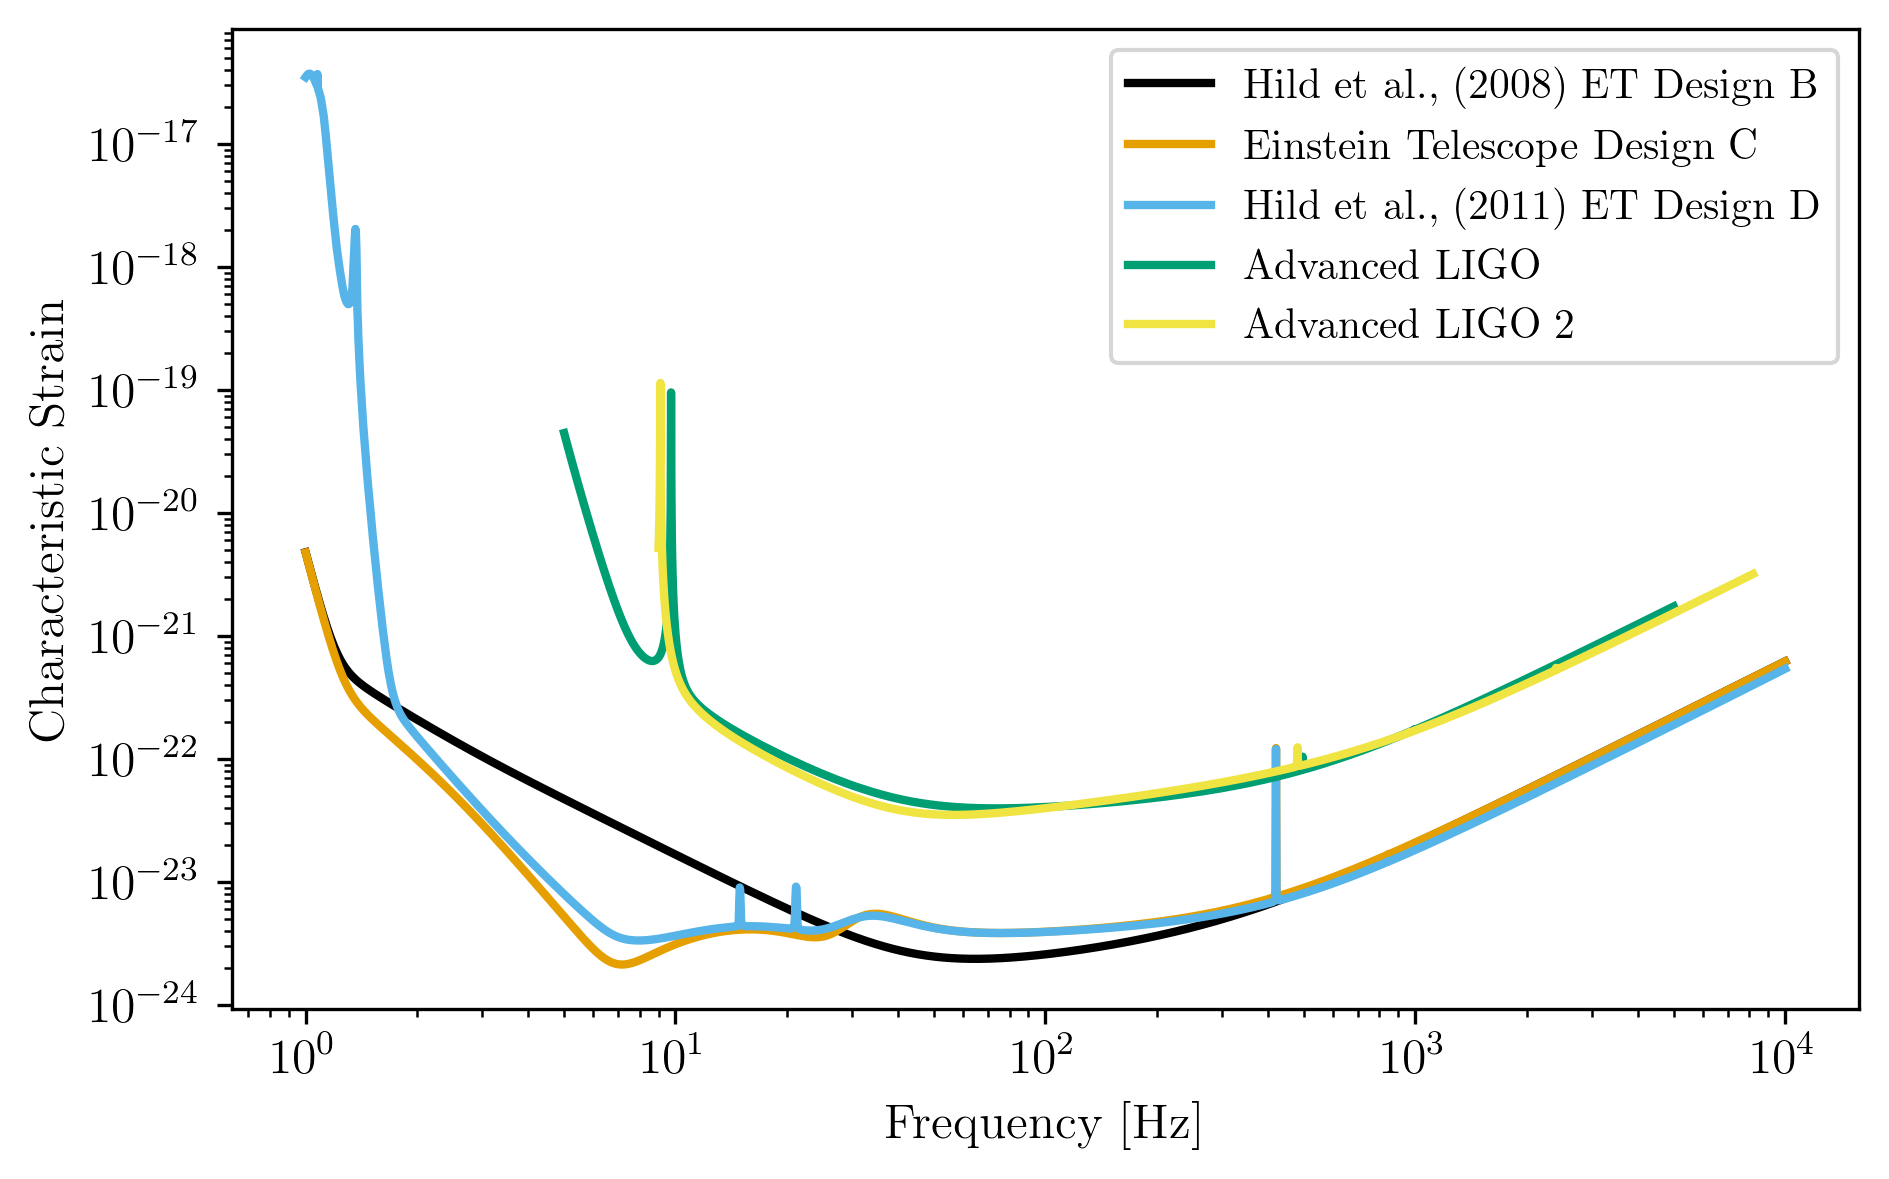 Hild et al., (2008) ET Design B
Einstein Telescope Design C
Hild et al., (2011) ET Design D
Advanced LIGO
Advanced LIGO 2
Characteristic Strain
10⁻¹⁷
10⁻¹⁸
10⁻¹⁹
10⁻²⁰
10⁻²¹
10⁻²²
10⁻²³
10⁻²⁴
10⁰ 10¹ 10² 10³ 10⁴
Frequency [Hz]